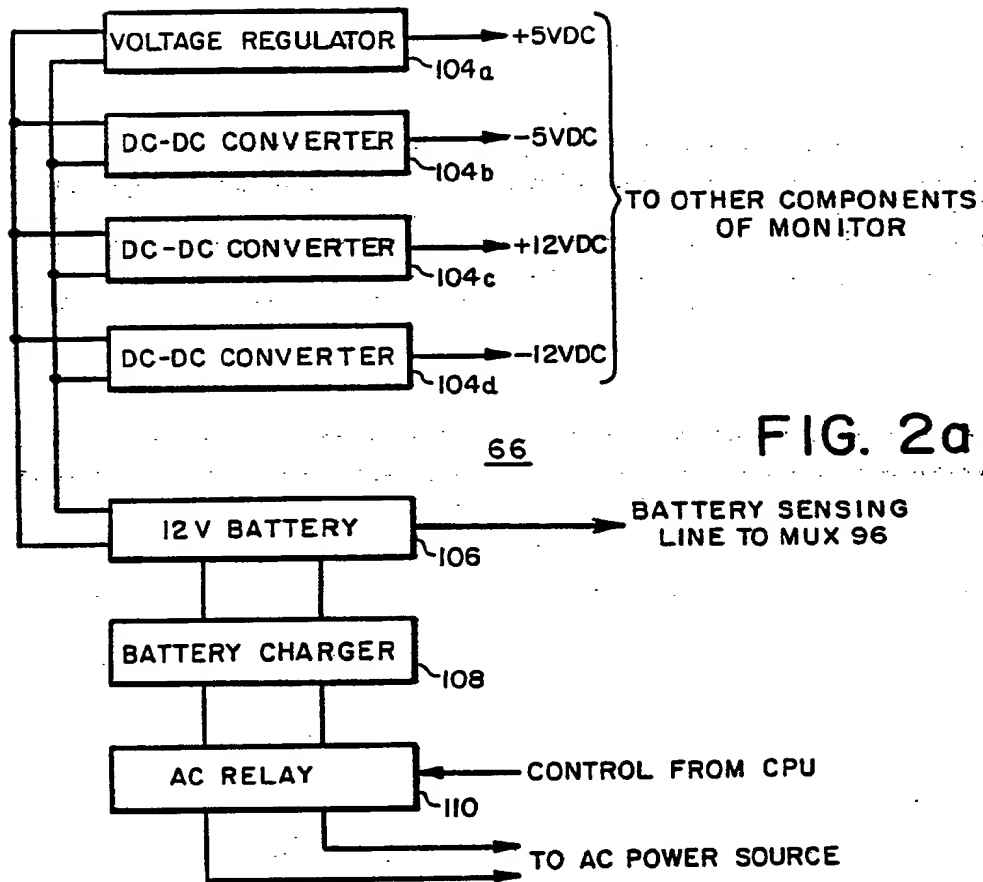 VOLTAGE REGULATOR
104a
+5VDC
DC-DC CONVERTER
104b
-5VDC
DC-DC CONVERTER
104c
+12VDC
DC-DC CONVERTER
104d
-12VDC
TO OTHER COMPONENTS
OF MONITOR
FIG. 2a
66
12V BATTERY
106
BATTERY SENSING
LINE TO MUX 96
BATTERY CHARGER
108
AC RELAY
110
CONTROL FROM CPU
TO AC POWER SOURCE